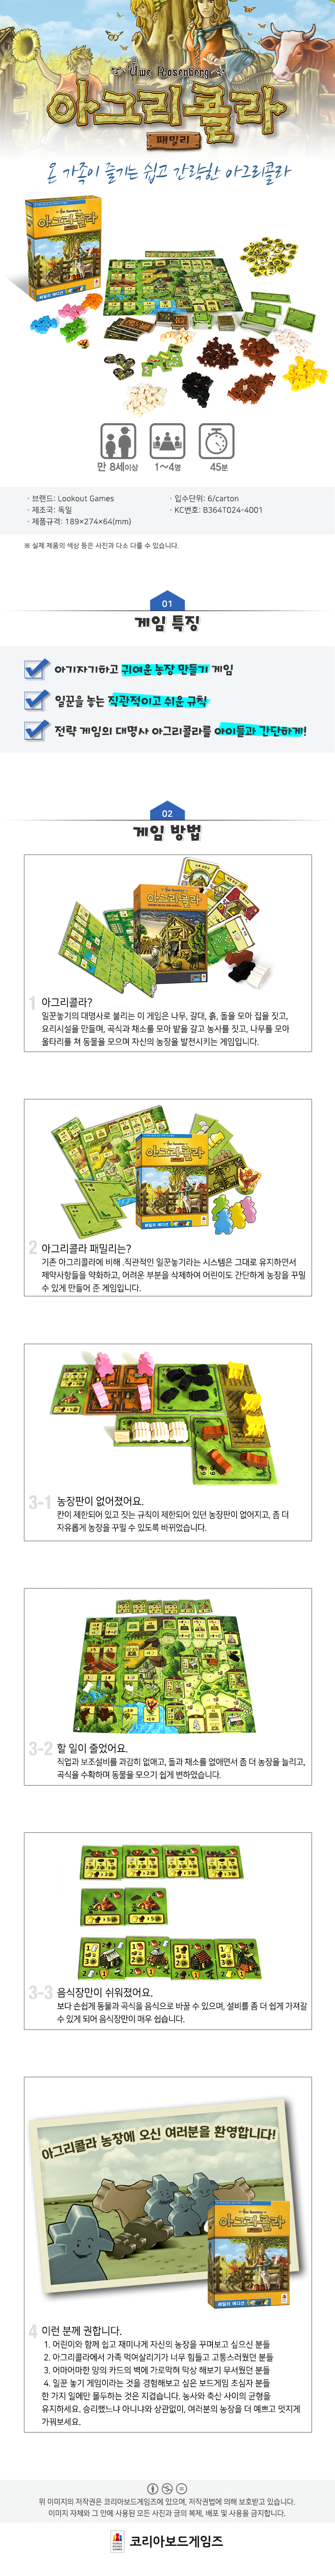 Uwe Rosenberg
아그리콜라
패밀리
온 가족이 즐기는 쉽고 간략한 아그리콜라
만 8세이상
1~4명
45분
· 브랜드: Lookout Games
· 제조국: 독일
· 제품규격: 189×274×64(mm)
· 입수단위: 6/carton
· KC번호: B364T024-4001
※ 실제 제품의 색상 등은 사진과 다소 다를 수 있습니다.
01
게임 특징
아기자기하고 귀여운 농장 만들기 게임
일꾼을 놓는 직관적이고 쉬운 규칙
전략 게임의 대명사 아그리콜라를 아이들과 간단하게!
02
게임 방법
1 아그리콜라?
일꾼놓기의 대명사로 불리는 이 게임은 나무, 갈대, 흙, 돌을 모아 집을 짓고,
요리시설을 만들며, 곡식과 채소를 모아 밭을 갈고 농사를 짓고, 나무를 모아
울타리를 쳐 동물을 모으며 자신의 농장을 발전시키는 게임입니다.
2 아그리콜라 패밀리는?
기존 아그리콜라에 비해 .직관적인 일꾼놓기라는 시스템은 그대로 유지하면서
제약사항들을 약화하고, 어려운 부분을 삭제하여 어린이도 간단하게 농장을 꾸밀
수 있게 만들어 준 게임입니다.
3-1 농장판이 없어졌어요.
칸이 제한되어 있고 짓는 규칙이 제한되어 있던 농장판이 없어지고, 좀 더
자유롭게 농장을 꾸밀 수 있도록 바뀌었습니다.
3-2 할 일이 줄었어요.
직업과 보조설비를 과감히 없애고, 돌과 채소를 없애면서 좀 더 농장을 늘리고,
곡식을 수확하며 동물을 모으기 쉽게 변하였습니다.
3-3 음식장만이 쉬워졌어요.
보다 손쉽게 동물과 곡식을 음식으로 바꿀 수 있으며, 설비를 좀 더 쉽게 가져갈
수 있게 되어 음식장만이 매우 쉽습니다.
아그리콜라 농장에 오신 여러분을 환영합니다!
아그리콜라
4 이런 분께 권합니다.
1. 어린이와 함께 쉽고 재미나게 자신의 농장을 꾸며보고 싶으신 분들
2. 아그리콜라에서 가족 먹여살리기가 너무 힘들고 고통스러웠던 분들
3. 어마어마한 양의 카드의 벽에 가로막혀 막상 해보기 무서웠던 분들
4. 일꾼 놓기 게임이라는 것을 경험해보고 싶은 보드게임 초심자 분들
한 가지 일에만 몰두하는 것은 지겹습니다. 농사와 축산 사이의 균형을
유지하세요. 승리했느냐 아니냐와 상관없이, 여러분의 농장을 더 예쁘고 멋지게
가꿔보세요.
위 이미지의 저작권은 코리아보드게임즈에 있으며, 저작권법에 의해 보호받고 있습니다.
이미지 자체와 그 안에 사용된 모든 사진과 글의 복제, 배포 및 사용을 금지합니다.
코리아보드게임즈